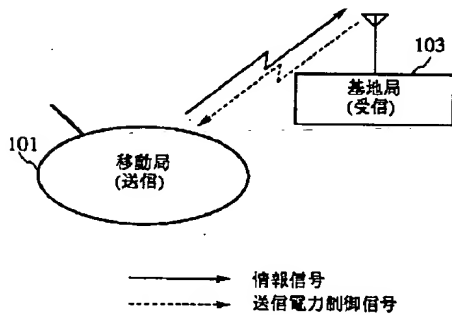 103
基地局
(受信)
101
移動局
(送信)
情報信号
送信電力制御信号